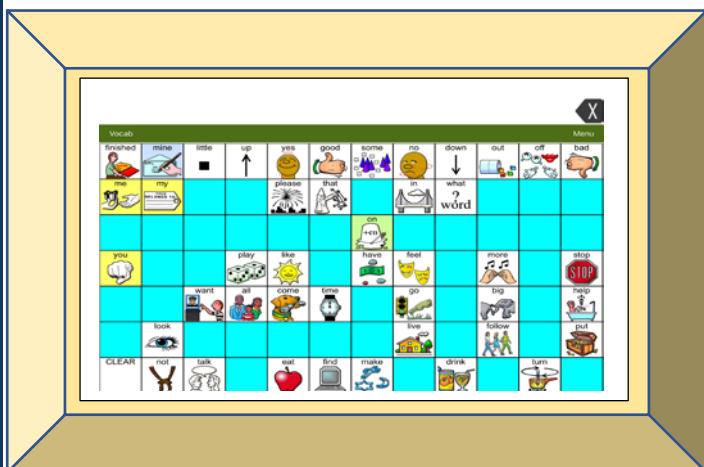 X
Vocab Menu
finished mine little up yes good some no down out off bad
me my please that in what
? word
on
+en
you play like have feel more stop
STOP
want all come time go big help
look live follow put
CLEAR not talk eat find make drink turn